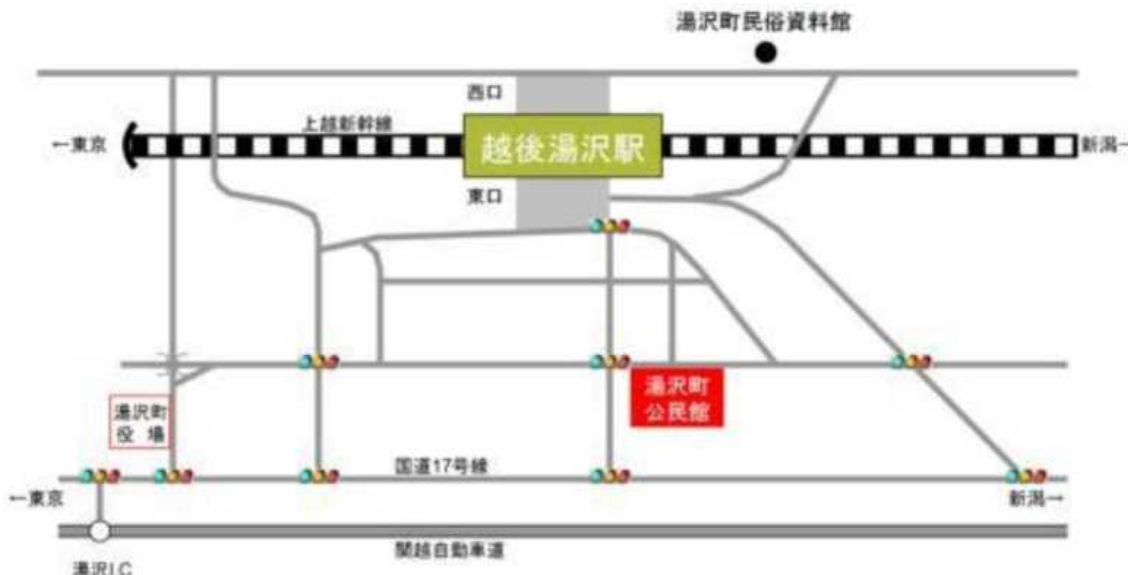 湯沢町民俗資料館
西口
上越新幹線
←東京
越後湯沢駅
新潟→
東口
湯沢町
公民館
湯沢町
役 場
国道17号線
←東京
新潟→
関越自動車道
湯沢I.C